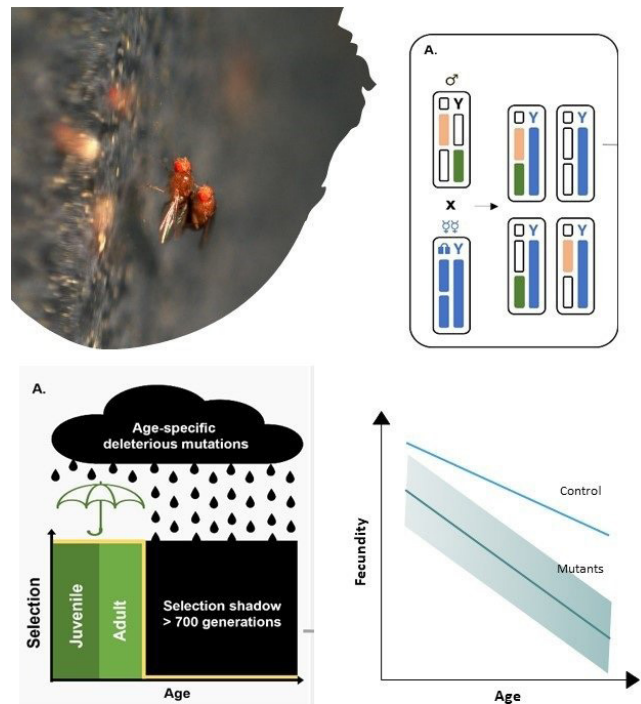 A.
♂
Y
Y
Y
x
⚥⚥
Y
Y
Y
A.
Age-specific
deleterious mutations
Selection
Juvenile
Adult
Selection shadow
> 700 generations
Age
Fecundity
Control
Mutants
Age